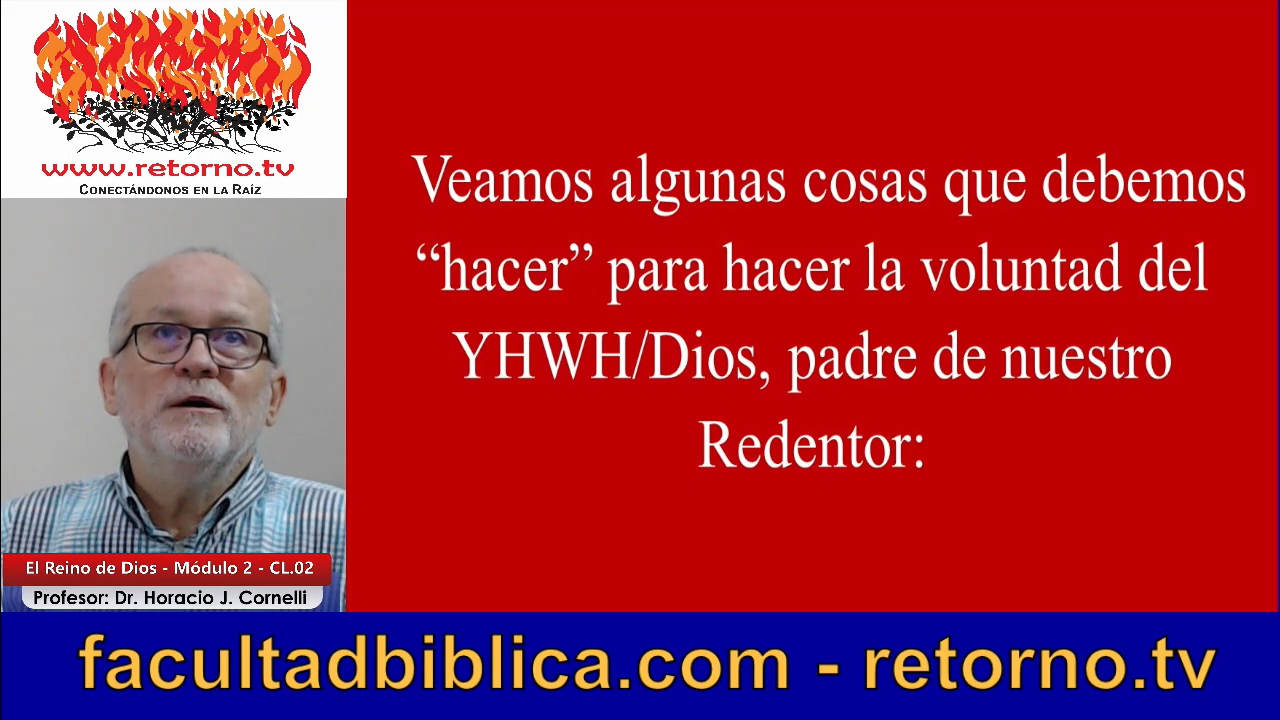 www.retorno.tv
CONECTÁNDONOS EN LA RAÍZ
Veamos algunas cosas que debemos
“hacer” para hacer la voluntad del
YHWH/Dios, padre de nuestro
Redentor:
El Reino de Dios - Módulo 2 - CL.02
Profesor: Dr. Horacio J. Cornelli
facultadbiblica.com - retorno.tv